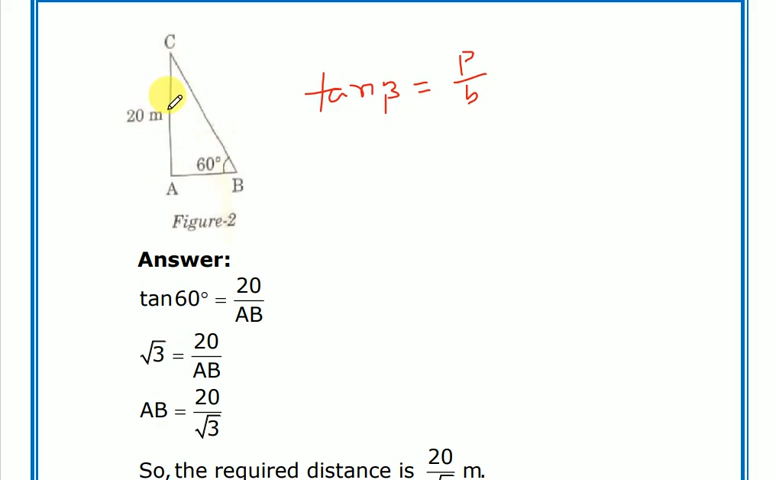 C
tan β = p/b
20 m
60°
A B
Figure-2
Answer:
tan60° = 20/AB
√3 = 20/AB
AB = 20/√3
So, the required distance is 20/√ m.